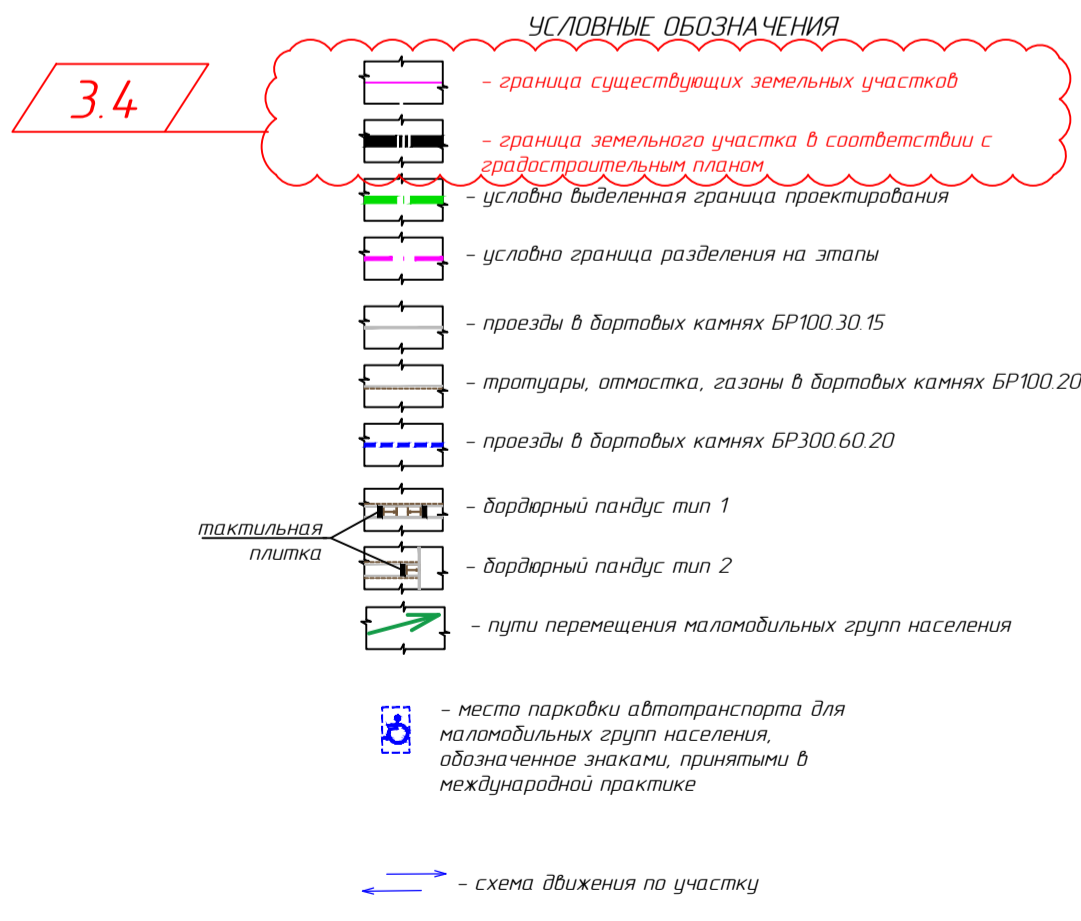 УСЛОВНЫЕ ОБОЗНАЧЕНИЯ
3.4
- граница существующих земельных участков
- граница земельного участка в соответствии с
градостроительным планом
- условно выделенная граница проектирования
- условно граница разделения на этапы
- проезды в бортовых камнях БР100.30.15
- тротуары, отмостка, газоны в бортовых камнях БР100.20
- проезды в бортовых камнях БР300.60.20
- бордюрный пандус тип 1
тактильная
плитка
- бордюрный пандус тип 2
- пути перемещения маломобильных групп населения
- место парковки автотранспорта для
маломобильных групп населения,
обозначенное знаками, принятыми в
международной практике
- схема движения по участку